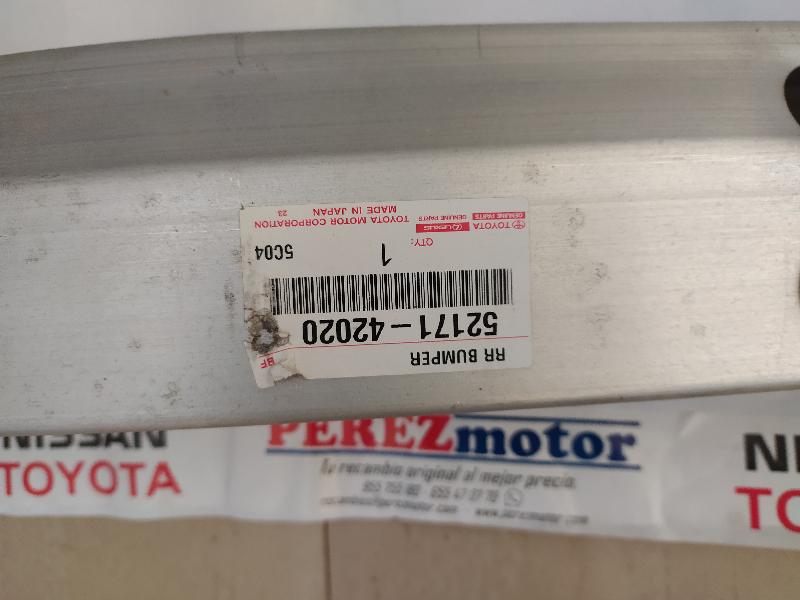 RR BUMPER
BF
52171-42020
QTY:
1
5C04
TOYOTA
GENUINE PARTS
LEXUS
GENUINE PARTS
TOYOTA MOTOR CORPORATION
MADE IN JAPAN
23
NISSAN
TOYOTA
PEREZmotor
Tu recambio original al mejor precio
NI
TO